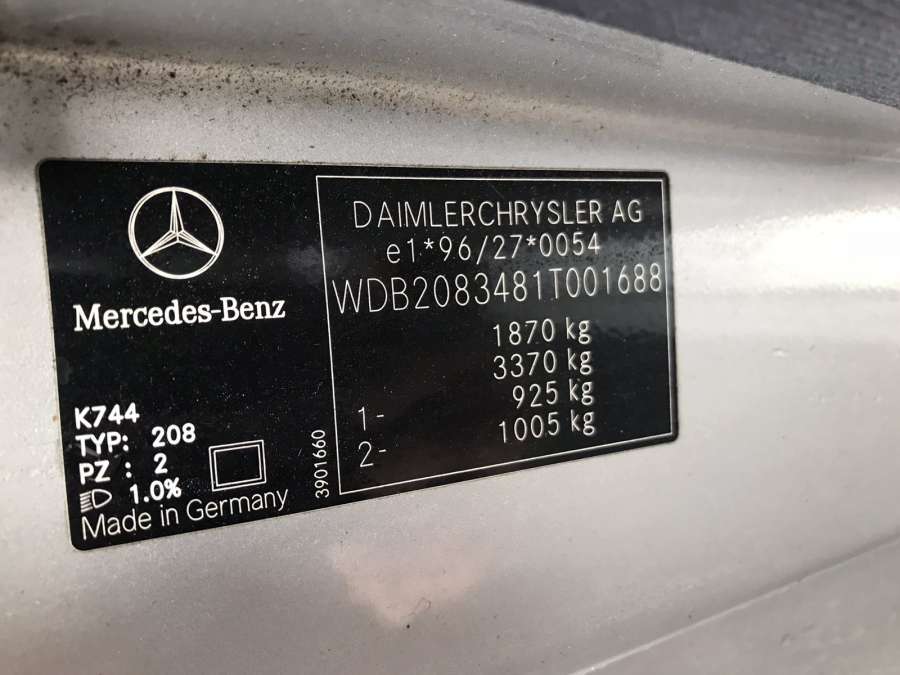 Mercedes-Benz
K744
TYP: 208
PZ : 2
1.0%
Made in Germany
3901660
DAIMLERCHRYSLER AG
e1*96/27*0054
WDB2083481T001688
1870 kg
3370 kg
1- 925 kg
2- 1005 kg